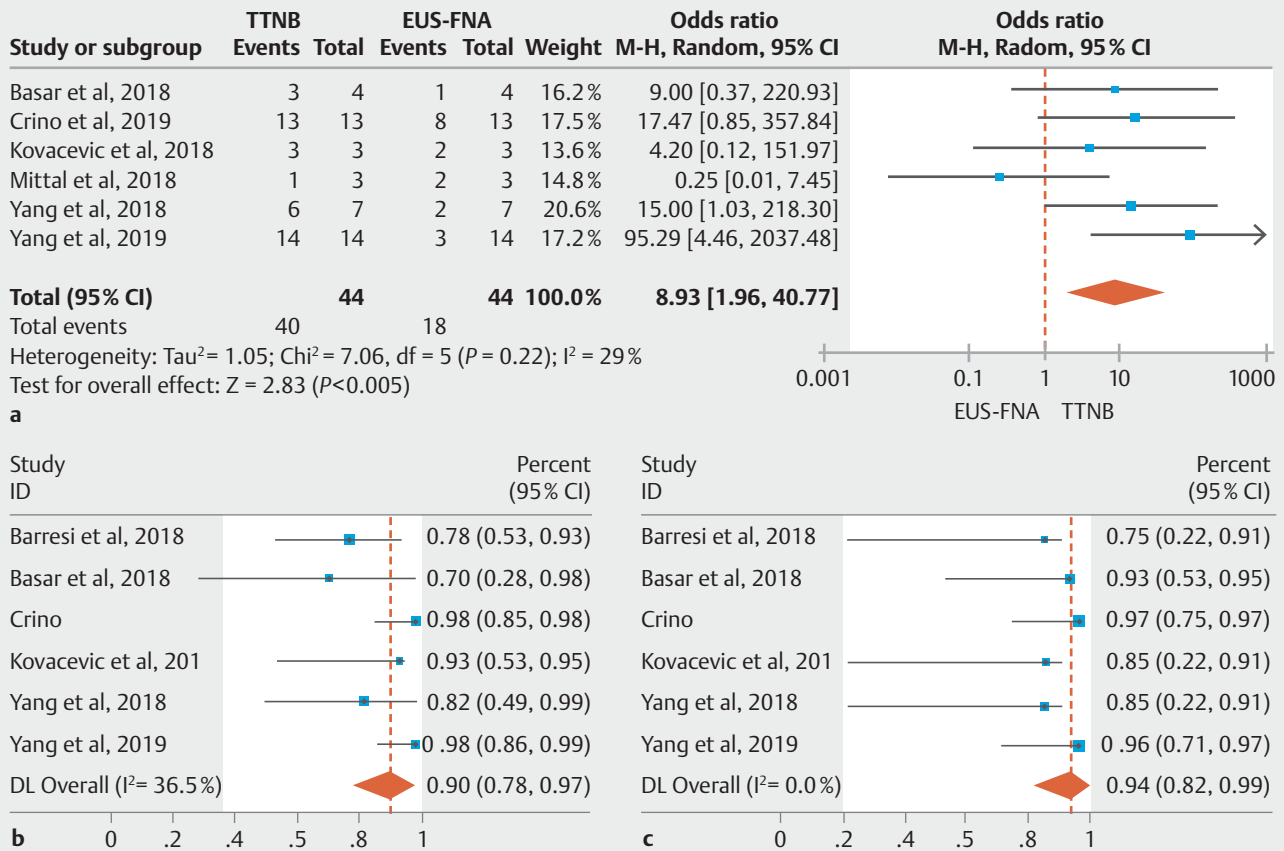 TTNB EUS-FNA Odds ratio Odds ratio
Study or subgroup Events Total Events Total Weight M-H, Random, 95% CI M-H, Radom, 95% CI
Basar et al, 2018 3 4 1 4 16.2% 9.00 [0.37, 220.93]
Crino et al, 2019 13 13 8 13 17.5% 17.47 [0.85, 357.84]
Kovacevic et al, 2018 3 3 2 3 13.6% 4.20 [0.12, 151.97]
Mittal et al, 2018 1 3 2 3 14.8% 0.25 [0.01, 7.45]
Yang et al, 2018 6 7 2 7 20.6% 15.00 [1.03, 218.30]
Yang et al, 2019 14 14 3 14 17.2% 95.29 [4.46, 2037.48]
Total (95% CI) 44 44 100.0% 8.93 [1.96, 40.77]
Total events 40 18
Heterogeneity: Tau²= 1.05; Chi² = 7.06, df = 5 (P = 0.22); I² = 29%
Test for overall effect: Z = 2.83 (P<0.005)
0.001 0.1 1 10 1000
EUS-FNA TTNB
a
Study Percent
ID (95% CI)
Barresi et al, 2018 0.78 (0.53, 0.93)
Basar et al, 2018 0.70 (0.28, 0.98)
Crino 0.98 (0.85, 0.98)
Kovacevic et al, 201 0.93 (0.53, 0.95)
Yang et al, 2018 0.82 (0.49, 0.99)
Yang et al, 2019 0.98 (0.86, 0.99)
DL Overall (I²= 36.5%) 0.90 (0.78, 0.97)
b 0 .2 .4 .5 .8 1
Study Percent
ID (95% CI)
Barresi et al, 2018 0.75 (0.22, 0.91)
Basar et al, 2018 0.93 (0.53, 0.95)
Crino 0.97 (0.75, 0.97)
Kovacevic et al, 201 0.85 (0.22, 0.91)
Yang et al, 2018 0.85 (0.22, 0.91)
Yang et al, 2019 0 96 (0.71, 0.97)
DL Overall (I²= 0.0%) 0.94 (0.82, 0.99)
c 0 .2 .4 .5 .8 1